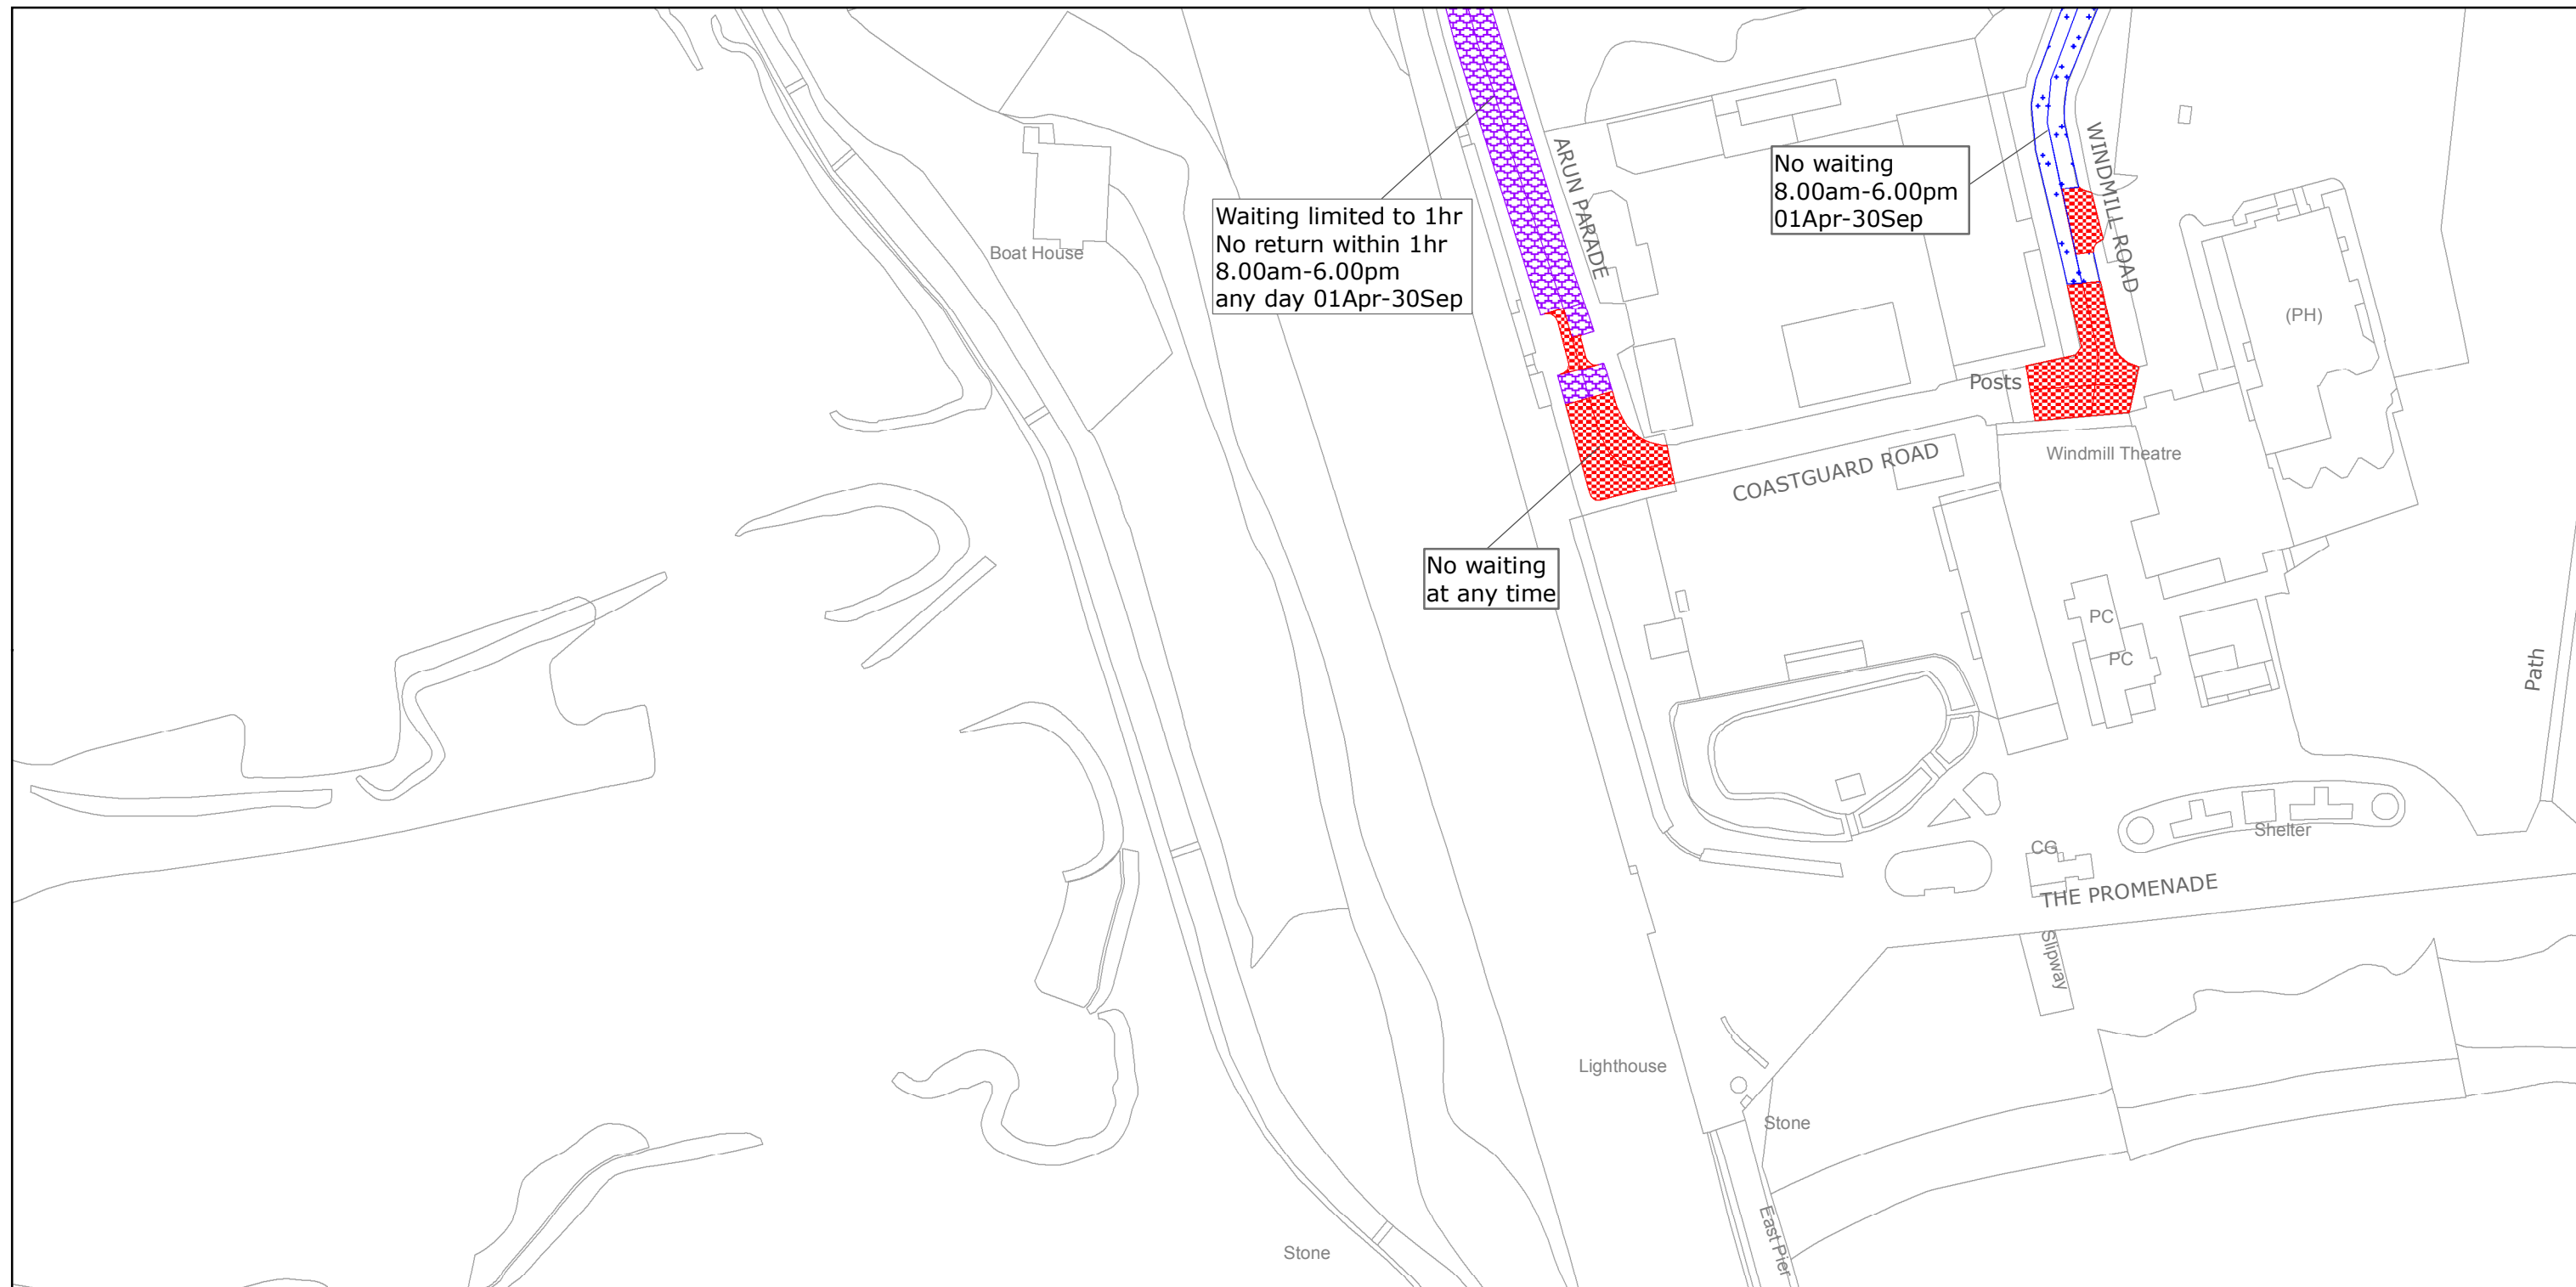 ARUN PARADE
WINDMILL ROAD
No waiting
8.00am-6.00pm
01Apr-30Sep
Waiting limited to 1hr
No return within 1hr
8.00am-6.00pm
any day 01Apr-30Sep
Boat House
(PH)
Posts
Windmill Theatre
COASTGUARD ROAD
No waiting
at any time
PC
PC
Path
Shelter
CG
THE PROMENADE
Slipway
Lighthouse
Stone
East Pier
Stone